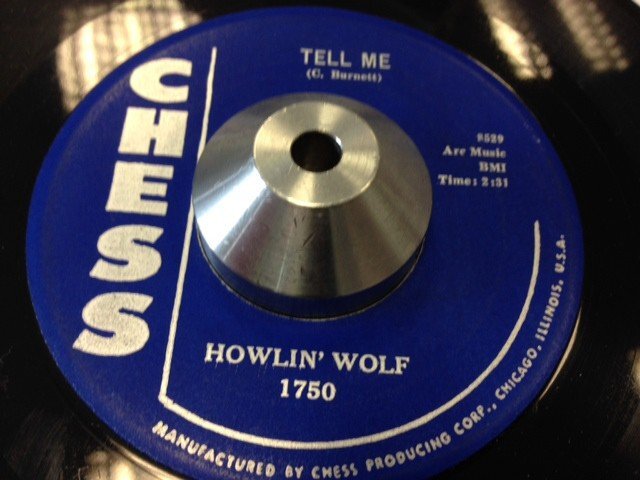 CHESS
TELL ME
(C. Burnett)
8529
Arc Music
BMI
Time: 2:31
HOWLIN' WOLF
1750
MANUFACTURED BY CHESS PRODUCING CORP., CHICAGO, ILLINOIS, U.S.A.